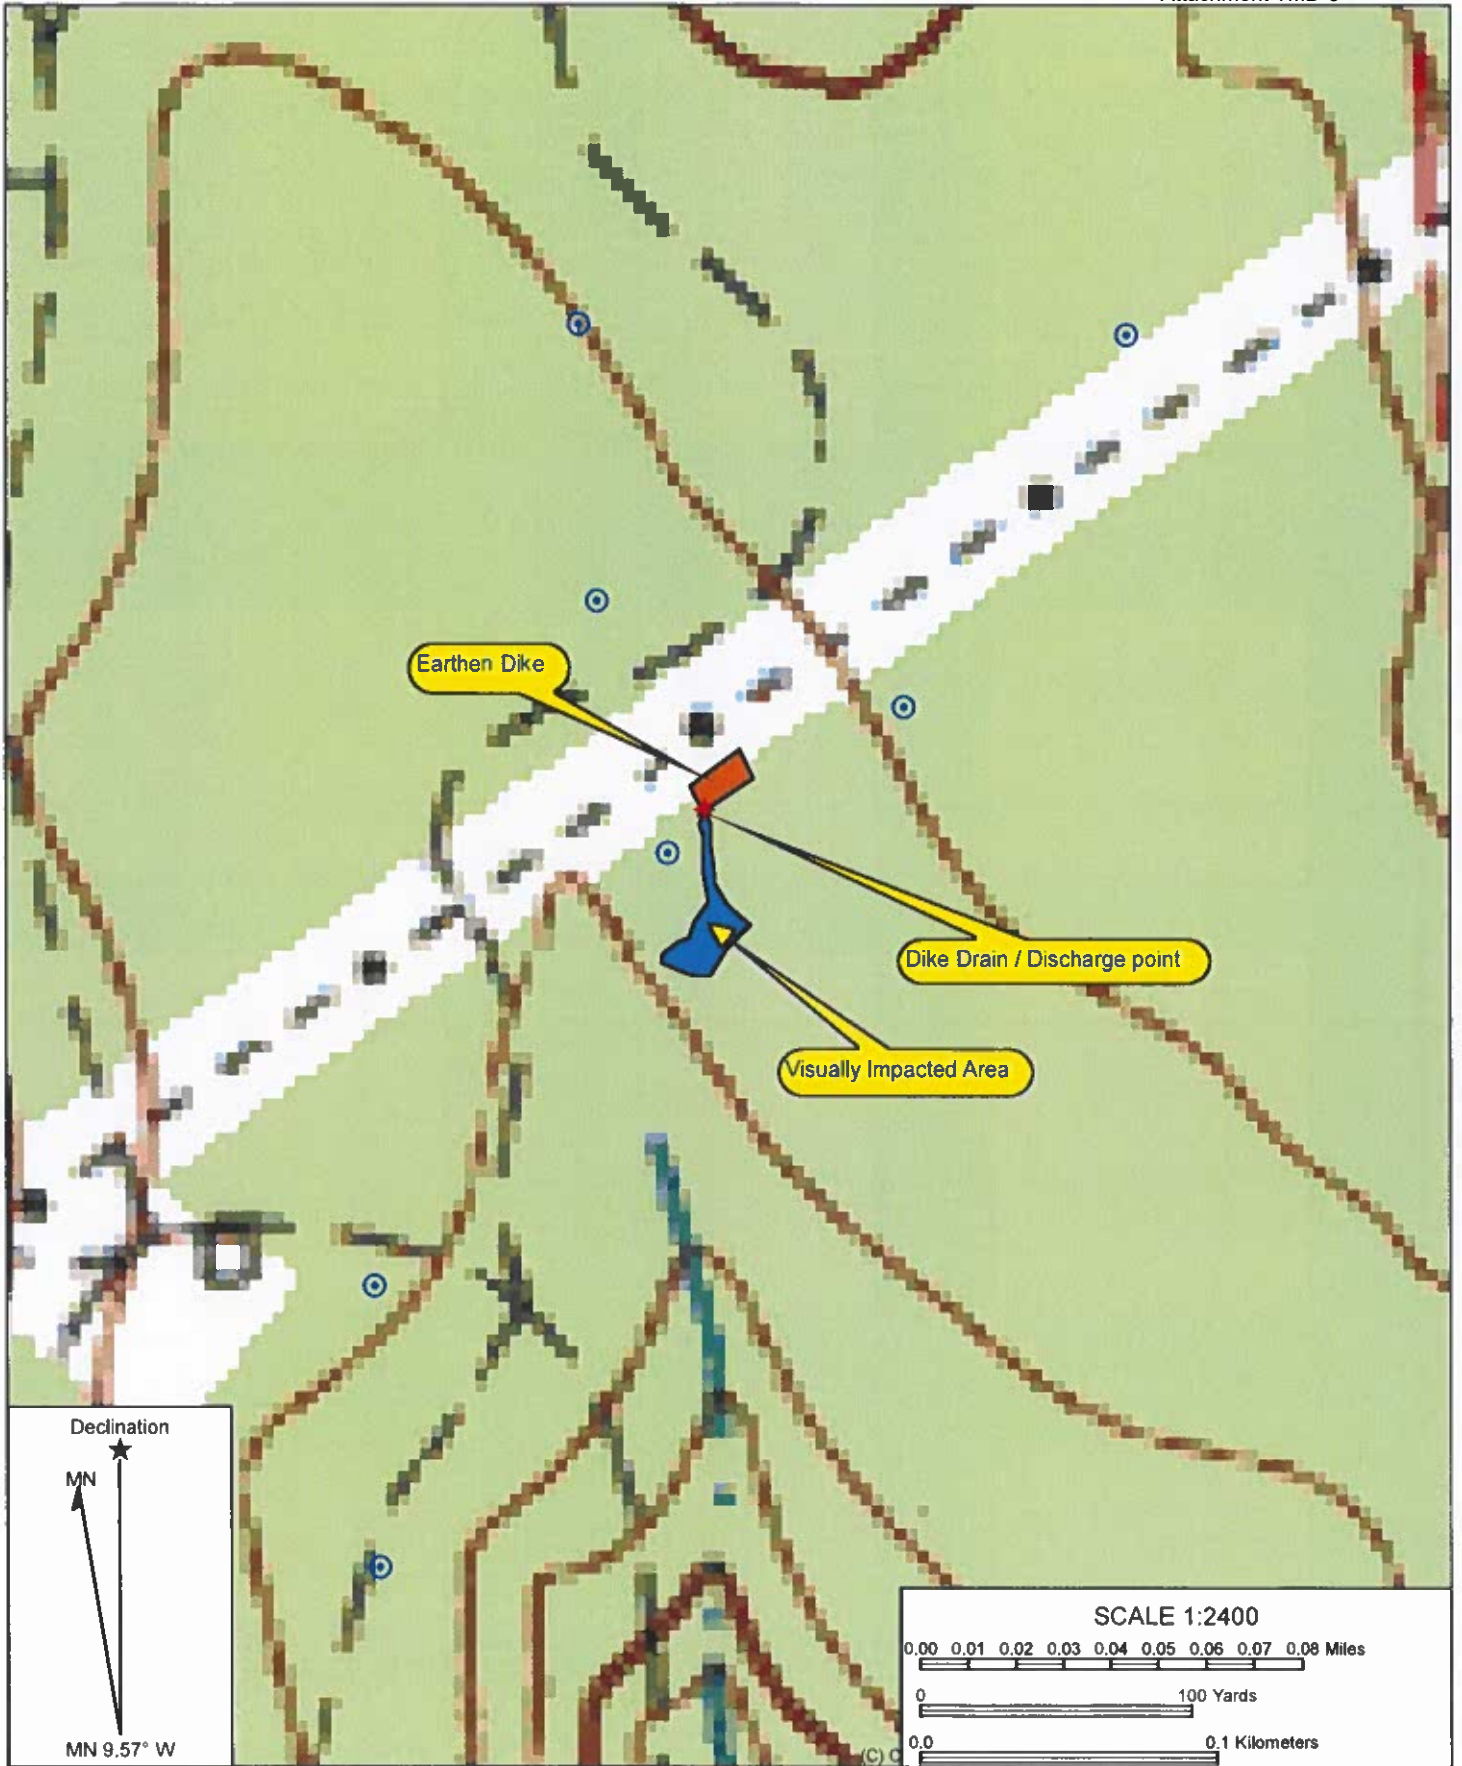 Earthen Dike
Dike Drain / Discharge point
Visually Impacted Area
Declination
MN
MN 9.57° W
SCALE 1:2400
0.00 0.01 0.02 0.03 0.04 0.05 0.06 0.07 0.08 Miles
0 100 Yards
0.0 0.1 Kilometers
(C)